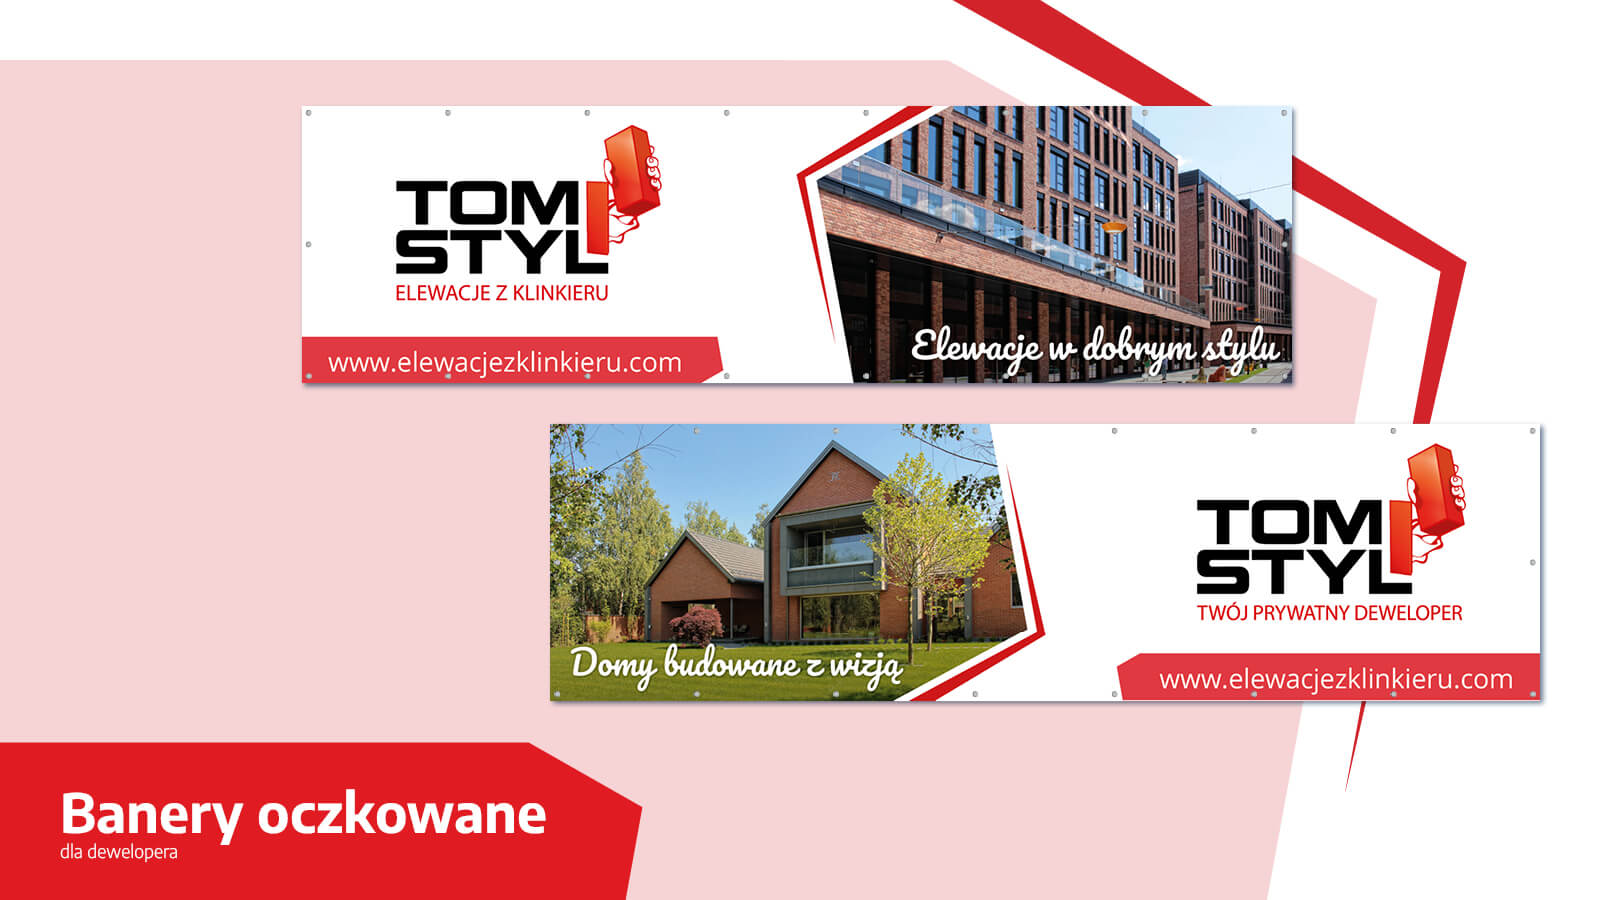 TOM
STYL
ELEWACJE Z KLINKIERU
www.elewacjezklinkieru.com
Elewacje w dobrym stylu
Domy budowane z wizją
TOM
STYL
TWÓJ PRYWATNY DEWELOPER
www.elewacjezklinkieru.com
Banery oczkowane
dla dewelopera